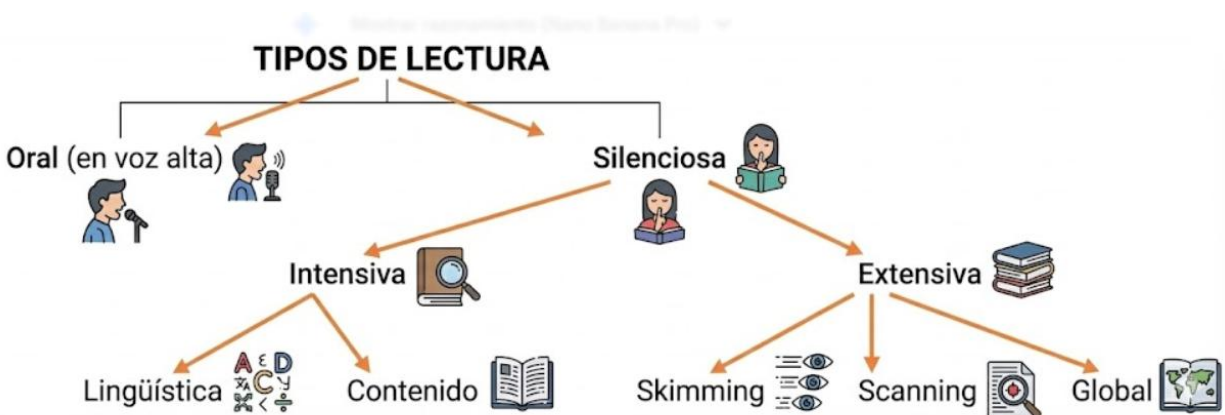 TIPOS DE LECTURA
Oral (en voz alta)
Silenciosa
Intensiva
Extensiva
Lingüística
Contenido
Skimming
Scanning
Global